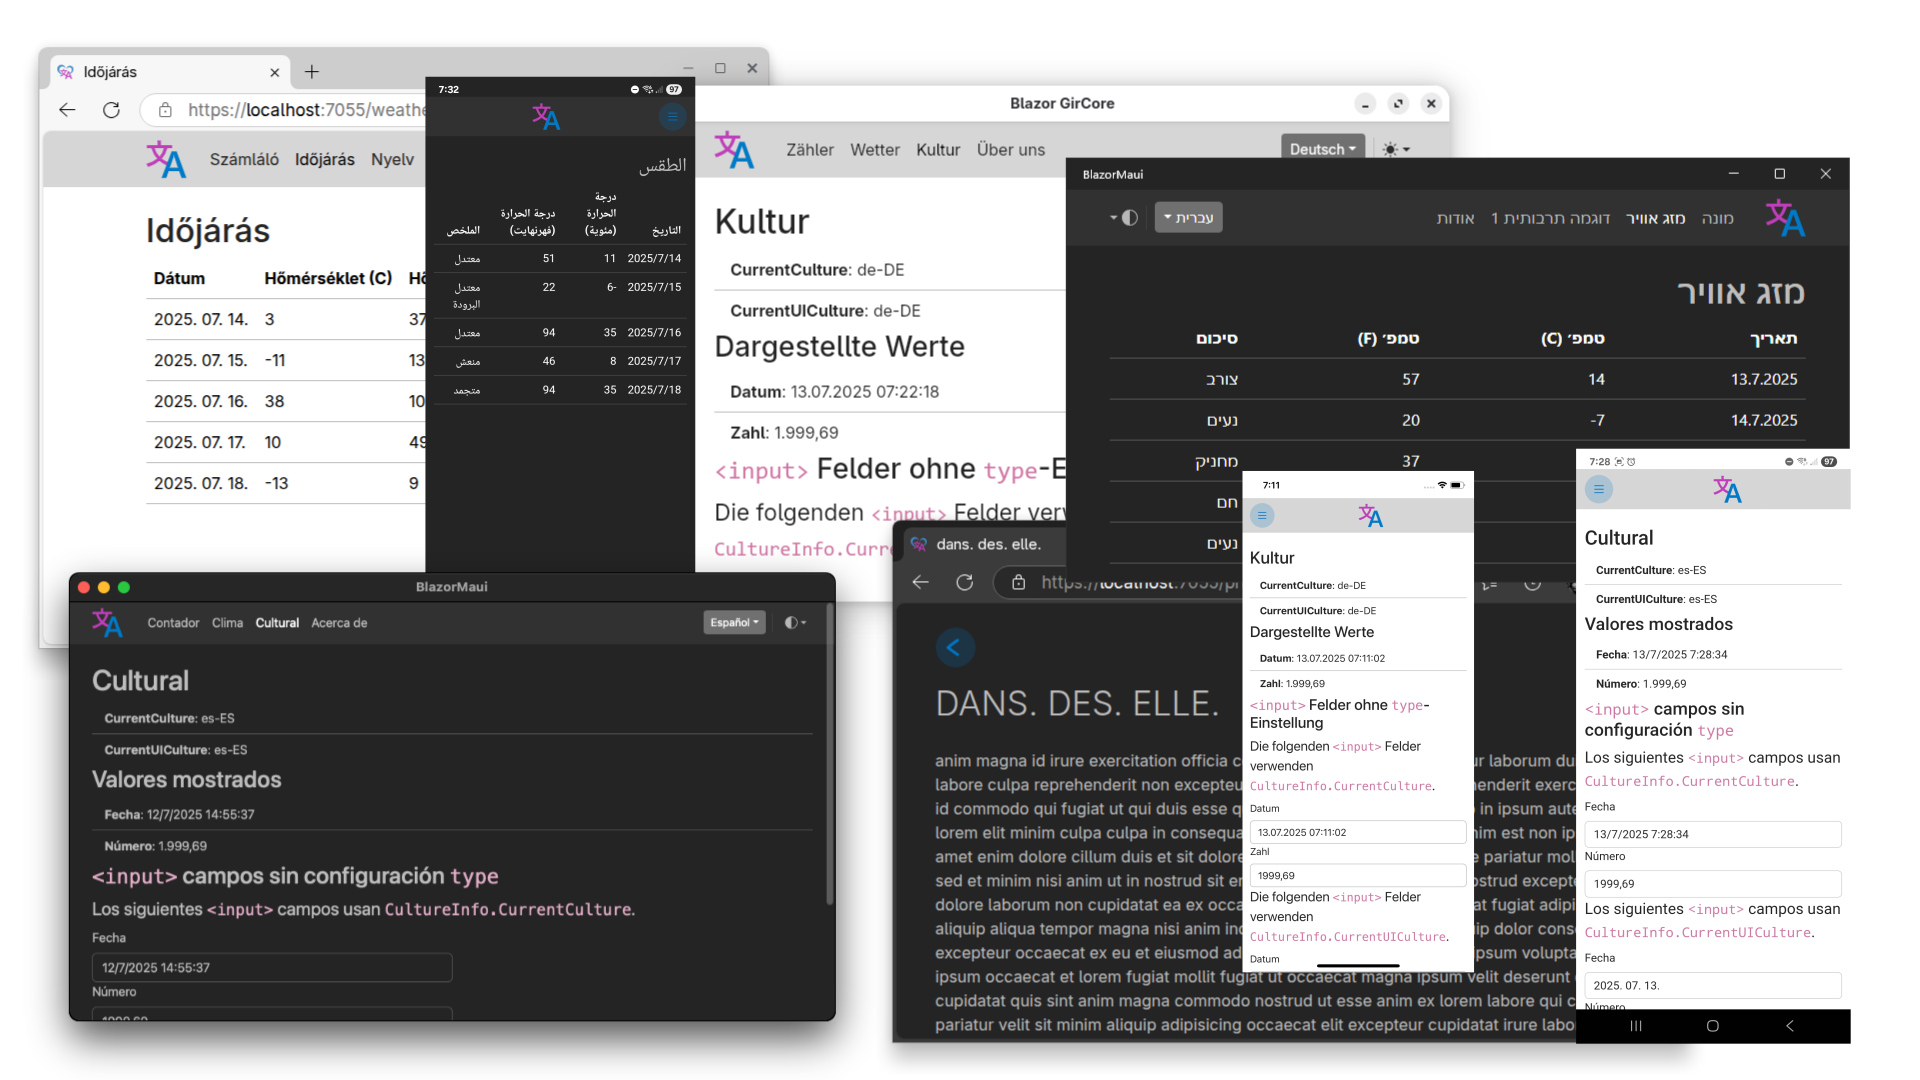 Időjárás
https://localhost:7055/weathe
Számláló Időjárás Nyelv
Időjárás
Dátum Hőmérséklet (C)
2025. 07. 14. 3 37
2025. 07. 15. -11 13
2025. 07. 16. 38 10
2025. 07. 17. 10 49
2025. 07. 18. -13 9
7:32
97
الطقس
التاريخ درجة الحرارة (مئوية) درجة الحرارة (فهرنهايت) الملخص
2025/7/14 11 51 معتدل
2025/7/15 -6 22 معتدل البرودة
2025/7/16 35 94 معتدل
2025/7/17 8 46 منعش
2025/7/18 35 94 متجمد
Blazor GirCore
Zähler Wetter Kultur Über uns
Deutsch
Kultur
CurrentCulture: de-DE
CurrentUICulture: de-DE
Dargestellte Werte
Datum: 13.07.2025 07:22:18
Zahl: 1.999,69
<input> Felder ohne type-E
Die folgenden <input> Felder ver
CultureInfo.Curr
BlazorMaui
מונה מזג אוויר דוגמה תרבותית 1 אודות
עברית
מזג אוויר
תאריך טמפ׳ (C) טמפ׳ (F) סיכום
13.7.2025 14 57 צורב
14.7.2025 -7 20 נעים
37 מחניק
חם
נעים
BlazorMaui
Contador Clima Cultural Acerca de
Español
Cultural
CurrentCulture: es-ES
CurrentUICulture: es-ES
Valores mostrados
Fecha: 12/7/2025 14:55:37
Número: 1.999,69
<input> campos sin configuración type
Los siguientes <input> campos usan CultureInfo.CurrentCulture.
Fecha
12/7/2025 14:55:37
Número
1999,69
dans. des. elle.
https://localhost:7055/pr
DANS. DES. ELLE.
anim magna id irure exercitation officia c
ur laborum du
labore culpa reprehenderit non excepteu
henderit exerc
id commodo qui fugiat ut qui duis esse q
in ipsum aute
lorem elit minim culpa culpa in consequa
nim est non ip
amet enim dolore cillum duis et sit dolore
e pariatur mol
sed et minim nisi anim ut in nostrud sit er
ostrud excepte
dolore laborum non cupidatat ea ex occa
at fugiat adipi
aliquip aliqua tempor magna nisi anim inc
ip dolor cons
excepteur occaecat ex eu et eiusmod ad
psum volupta
ipsum occaecat et lorem fugiat mollit fugiat ut occaecat magna ipsum velit deserunt
cupidatat quis sint anim magna commodo nostrud ut esse anim ex lorem labore qui c
pariatur velit sit minim aliquip adipisicing occaecat elit excepteur cupidatat irure labo
7:11
Kultur
CurrentCulture: de-DE
CurrentUICulture: de-DE
Dargestellte Werte
Datum: 13.07.2025 07:11:02
Zahl: 1.999,69
<input> Felder ohne type-
Einstellung
Die folgenden <input> Felder
verwenden
CultureInfo.CurrentCulture.
Datum
13.07.2025 07:11:02
Zahl
1999,69
Die folgenden <input> Felder
verwenden
CultureInfo.CurrentUICulture.
Datum
7:28
97
Cultural
CurrentCulture: es-ES
CurrentUICulture: es-ES
Valores mostrados
Fecha: 13/7/2025 7:28:34
Número: 1.999,69
<input> campos sin
configuración type
Los siguientes <input> campos usan
CultureInfo.CurrentCulture.
Fecha
13/7/2025 7:28:34
Número
1999,69
Los siguientes <input> campos usan
CultureInfo.CurrentUICulture.
Fecha
2025. 07. 13.
Número